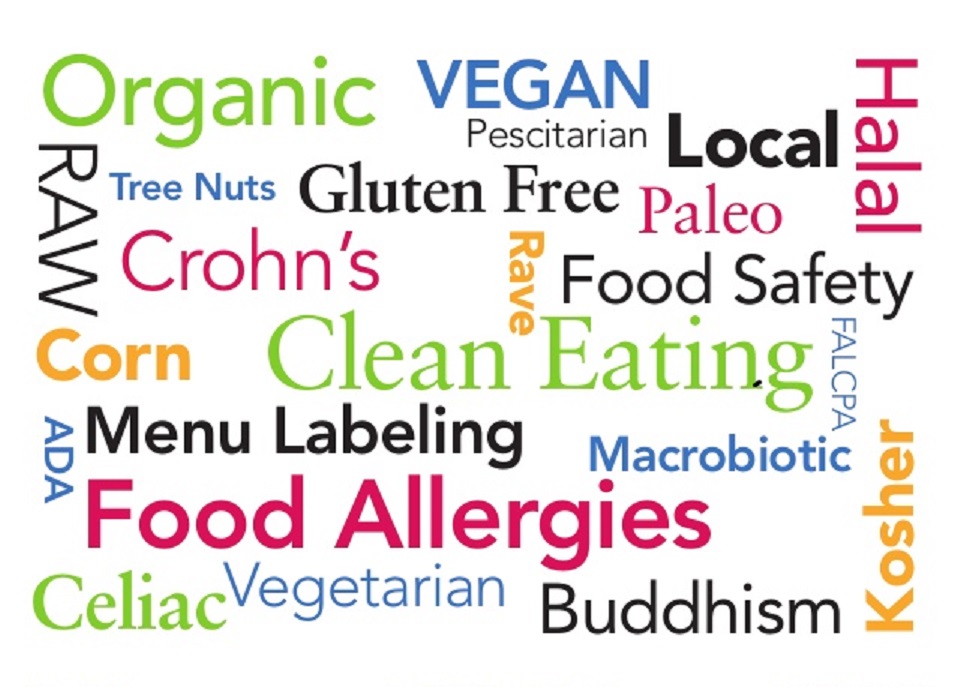 Organic
VEGAN
Pescitarian
Local
Halal
RAW
Tree Nuts
Gluten Free
Paleo
Crohn's
Rave
Food Safety
Corn
Clean Eating
FALCPA
ADA
Menu Labeling
Macrobiotic
Kosher
Food Allergies
Celiac
Vegetarian
Buddhism